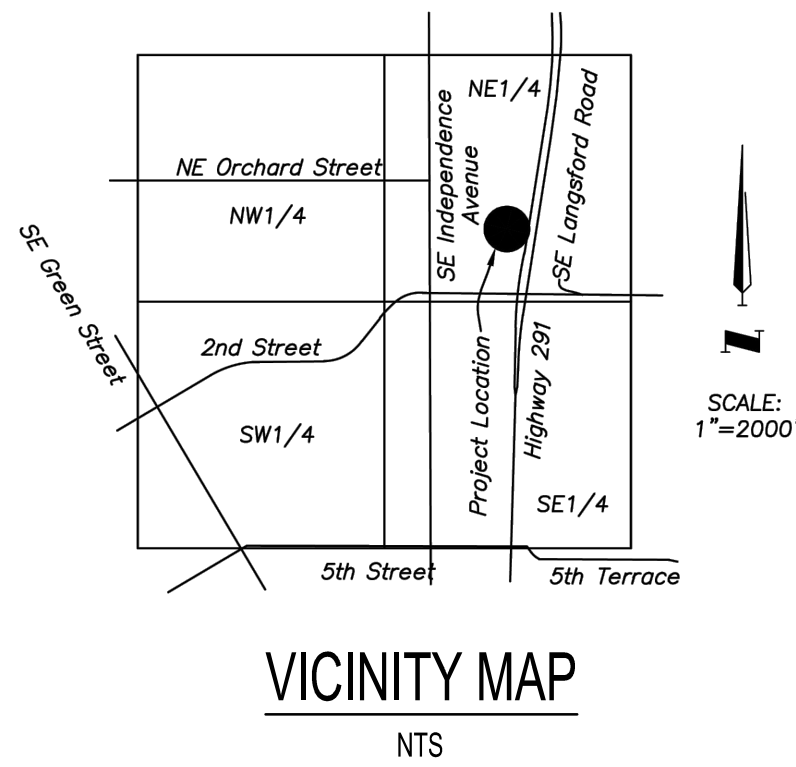 NE1/4
SE Langsford Road
SE Independence
Avenue
NE Orchard Street
NW1/4
SE Green Street
2nd Street
Project Location
Highway 291
SW1/4
SE1/4
N
SCALE:
1"=2000'
5th Street
5th Terrace
VICINITY MAP
NTS